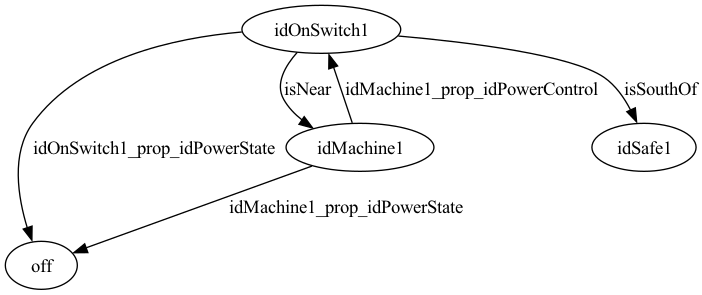 idOnSwitch1
isNear
idMachine1_prop_idPowerControl
isSouthOf
idOnSwitch1_prop_idPowerState
idMachine1
idSafe1
idMachine1_prop_idPowerState
off